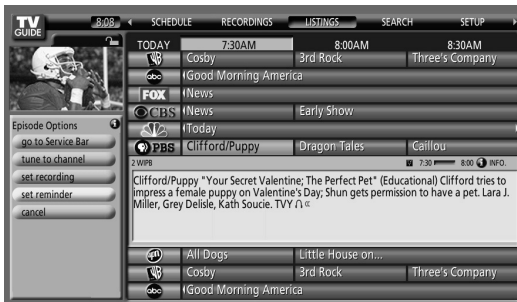 TV
GUIDE
8:08 SCHEDULE RECORDINGS LISTINGS SEARCH SETUP
TODAY 7:30AM 8:00AM 8:30AM
WB Cosby 3rd Rock Three's Company
abc Good Morning America
FOX News
CBS News Early Show
Today
PBS Clifford/Puppy Dragon Tales Caillou
Episode Options
go to Service Bar
tune to channel
set recording
set reminder
cancel
2 WIPB 7:30 8:00 INFO.
Clifford/Puppy "Your Secret Valentine; The Perfect Pet" (Educational) Clifford tries to
impress a female puppy on Valentine's Day; Shun gets permission to have a pet. Lara J.
Miller, Grey Delisle, Kath Soucie. TVY
All Dogs Little House on...
WB Cosby 3rd Rock Three's Company
abc Good Morning America